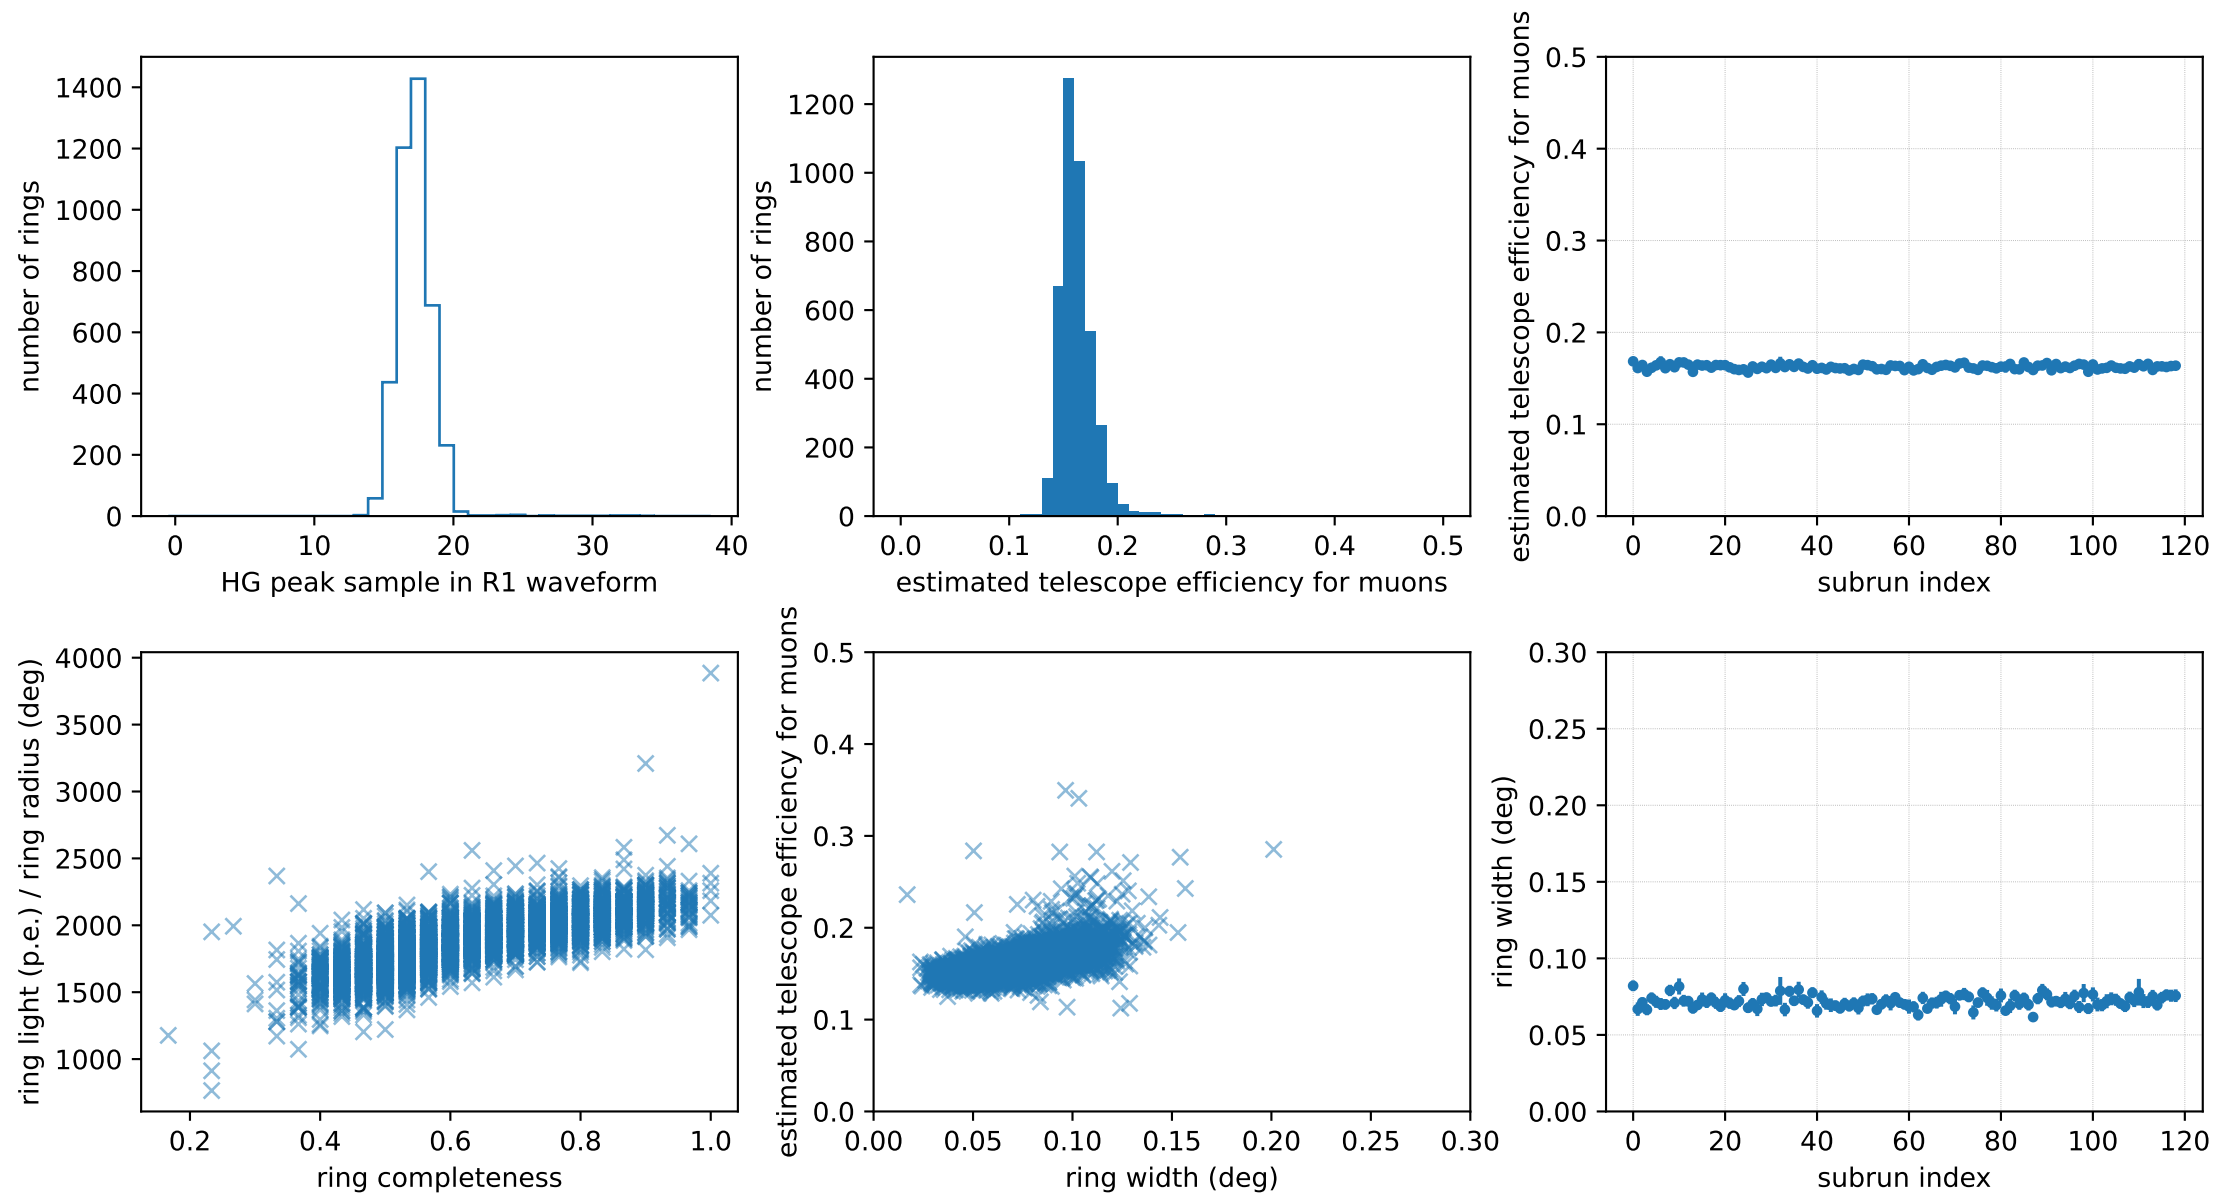 number of rings
1400
1200
1000
800
600
400
200
0
0 10 20 30 40
HG peak sample in R1 waveform
number of rings
1200
1000
800
600
400
200
0
0.0 0.1 0.2 0.3 0.4 0.5
estimated telescope efficiency for muons
estimated telescope efficiency for muons
0.5
0.4
0.3
0.2
0.1
0.0
0 20 40 60 80 100 120
subrun index
ring light (p.e.) / ring radius (deg)
4000
3500
3000
2500
2000
1500
1000
0.2 0.4 0.6 0.8 1.0
ring completeness
estimated telescope efficiency for muons
0.5
0.4
0.3
0.2
0.1
0.0
0.00 0.05 0.10 0.15 0.20 0.25 0.30
ring width (deg)
ring width (deg)
0.30
0.25
0.20
0.15
0.10
0.05
0.00
0 20 40 60 80 100 120
subrun index